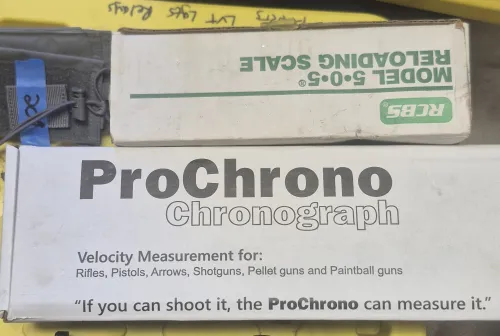 MODEL 5•0•5®
RELOADING SCALE
RCBS
ProChrono
Chronograph
Velocity Measurement for:
Rifles, Pistols, Arrows, Shotguns, Pellet guns and Paintball guns
“If you can shoot it, the ProChrono can measure it.”